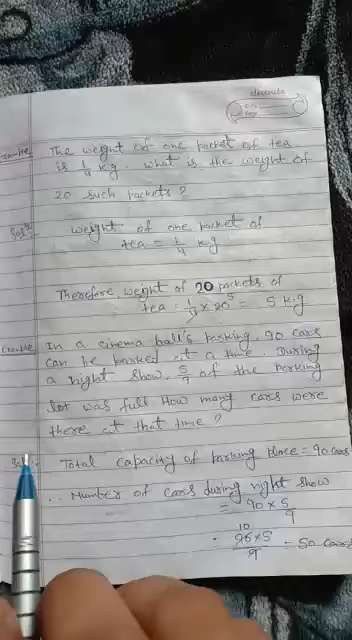 discrete
Example The weight of one packet of tea
is 1/4 kg. What is the weight of
20 such packets?
Solⁿ:- Weight of one packet of
tea = 1/4 kg
Therefore, weight of 20 packets of
tea = 1/4 × 20 5 = 5 kg
Example In a cinema hall's parking, 90 cars
can be parked at a time. During
a night show, 5/9 of the parking
lot was full How many cars were
there at that time?
Total capacity of parking place = 90 cars
∴ Number of cars during night show
= 90 × 5/9
10
= 90 × 5/9 = 50 cars